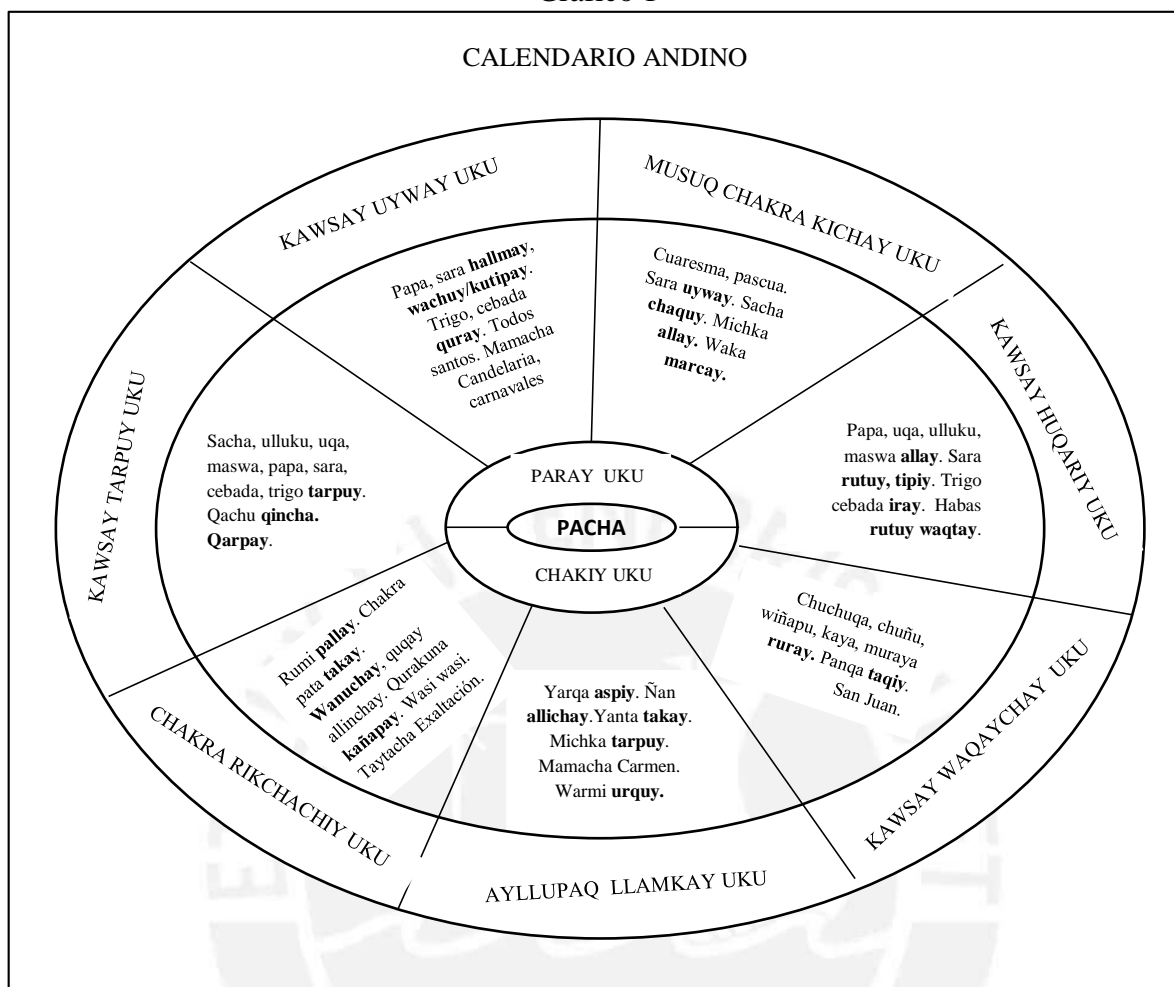 CALENDARIO ANDINO
KAWSAY UYWAY UKU
MUSUQ CHAKRA KICHAY UKU
KAWSAY HUQARIY UKU
KAWSAY WAQAYCHAY UKU
AYLLUPAQ LLAMKAY UKU
CHAKRA RIKCHACHIY UKU
KAWSAY TARPUY UKU
Papa, sara hallmay,
wachuy/kutipay.
Trigo, cebada
quray. Todos
santos. Mamacha
Candelaria,
carnavales
Cuaresma, pascua.
Sara uyway. Sacha
chaquy. Michka
allay. Waka
marcay.
Papa, uqa, ulluku,
maswa allay. Sara
rutuy, tipiy. Trigo
cebada iray. Habas
rutuy waqtay.
Chuchuqa, chuñu,
wiñapu, kaya, muraya
ruray. Panqa taqiy.
San Juan.
Yarqa aspiy. Ñan
allichay.Yanta takay.
Michka tarpuy.
Mamacha Carmen.
Warmi urquy.
Rumi pallay. Chakra
pata takay.
Wanuchay, quqay
allinchay. Qurakuna
kañapay. Wasi wasi.
Taytacha Exaltación.
Sacha, ulluku, uqa,
maswa, papa, sara,
cebada, trigo tarpuy.
Qachu qincha.
Qarpay.
PARAY UKU
PACHA
CHAKIY UKU